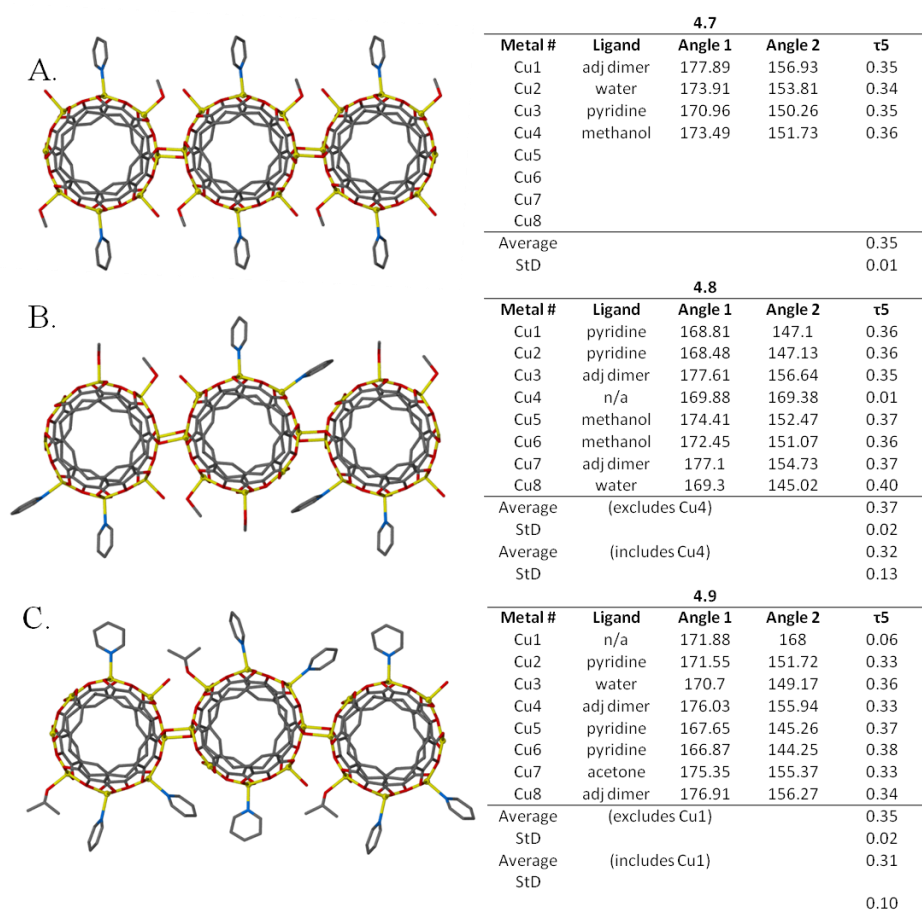 A.
4.7
Metal # Ligand Angle 1 Angle 2 τ5
Cu1 adj dimer 177.89 156.93 0.35
Cu2 water 173.91 153.81 0.34
Cu3 pyridine 170.96 150.26 0.35
Cu4 methanol 173.49 151.73 0.36
Cu5
Cu6
Cu7
Cu8
Average 0.35
StD 0.01
B.
4.8
Metal # Ligand Angle 1 Angle 2 τ5
Cu1 pyridine 168.81 147.1 0.36
Cu2 pyridine 168.48 147.13 0.36
Cu3 adj dimer 177.61 156.64 0.35
Cu4 n/a 169.88 169.38 0.01
Cu5 methanol 174.41 152.47 0.37
Cu6 methanol 172.45 151.07 0.36
Cu7 adj dimer 177.1 154.73 0.37
Cu8 water 169.3 145.02 0.40
Average (excludes Cu4) 0.37
StD 0.02
Average (includes Cu4) 0.32
StD 0.13
C.
4.9
Metal # Ligand Angle 1 Angle 2 τ5
Cu1 n/a 171.88 168 0.06
Cu2 pyridine 171.55 151.72 0.33
Cu3 water 170.7 149.17 0.36
Cu4 adj dimer 176.03 155.94 0.33
Cu5 pyridine 167.65 145.26 0.37
Cu6 pyridine 166.87 144.25 0.38
Cu7 acetone 175.35 155.37 0.33
Cu8 adj dimer 176.91 156.27 0.34
Average (excludes Cu1) 0.35
StD 0.02
Average (includes Cu1) 0.31
StD
0.10